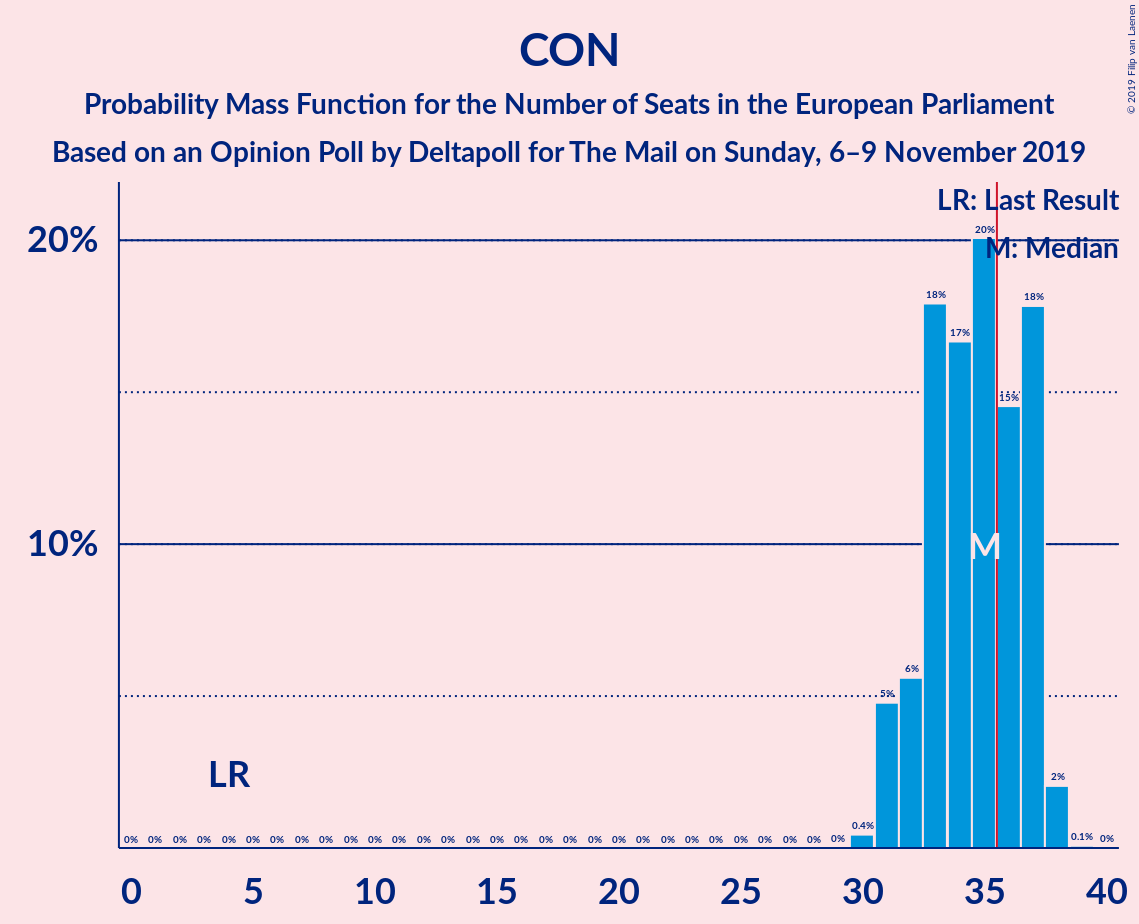 CON
Probability Mass Function for the Number of Seats in the European Parliament
Based on an Opinion Poll by Deltapoll for The Mail on Sunday, 6–9 November 2019
© 2019 Filip van Laenen
LR: Last Result
M: Median
20%
10%
LR
M
0% 0% 0% 0% 0% 0% 0% 0% 0% 0% 0% 0% 0% 0% 0% 0% 0% 0% 0% 0% 0% 0% 0% 0% 0% 0% 0% 0% 0% 0% 0.4% 5% 6% 18% 17% 20% 15% 18% 2% 0.1% 0%
0 5 10 15 20 25 30 35 40